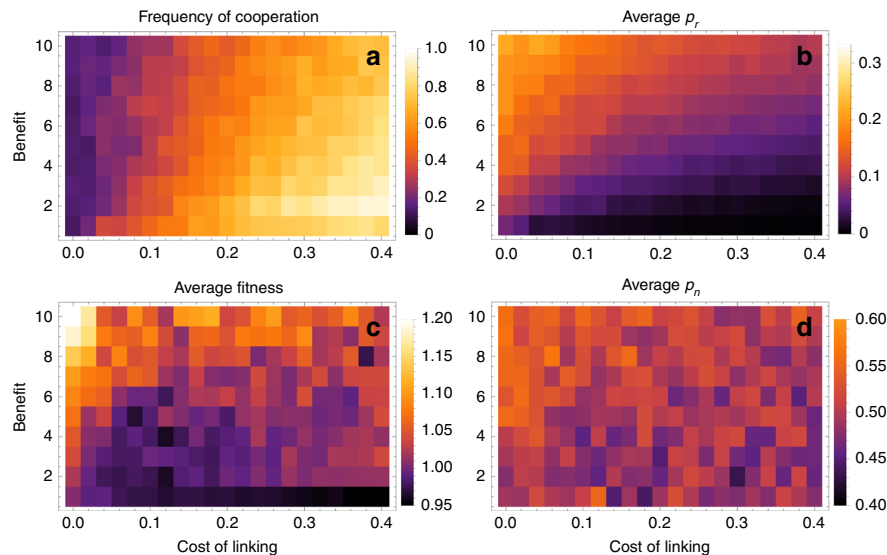 Frequency of cooperation
a
Benefit
10
8
6
4
2
0.0 0.1 0.2 0.3 0.4
1.0
0.8
0.6
0.4
0.2
0
Average pr
b
10
8
6
4
2
0.0 0.1 0.2 0.3 0.4
0.3
0.2
0.1
0
Average fitness
c
Benefit
10
8
6
4
2
0.0 0.1 0.2 0.3 0.4
Cost of linking
1.20
1.15
1.10
1.05
1.00
0.95
Average pn
d
10
8
6
4
2
0.0 0.1 0.2 0.3 0.4
Cost of linking
0.60
0.55
0.50
0.45
0.40